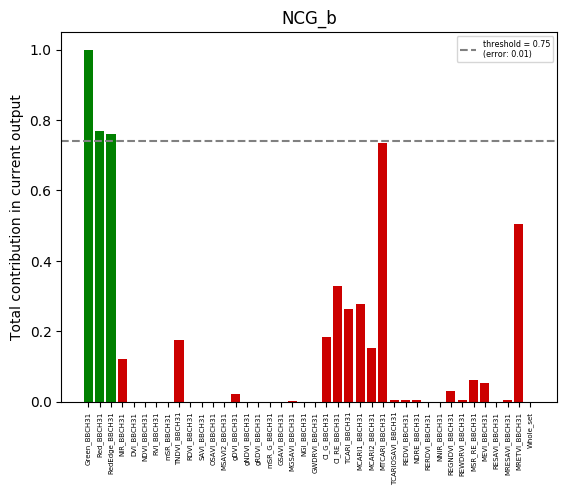 NCG_b
threshold = 0.75
(error: 0.01)
Total contribution in current output
1.0
0.8
0.6
0.4
0.2
0.0
Green_BBCH31
Red_BBCH31
RedEdge_BBCH31
NIR_BBCH31
DVI_BBCH31
NDVI_BBCH31
RVI_BBCH31
mSR_BBCH31
TNDVI_BBCH31
RDVI_BBCH31
SAVI_BBCH31
OSAVI_BBCH31
MSAVI2_BBCH31
gDVI_BBCH31
gNDVI_BBCH31
gRDVI_BBCH31
mSR_G_BBCH31
GSAVI_BBCH31
MGSAVI_BBCH31
NGI_BBCH31
GWDRVI_BBCH31
CI_G_BBCH31
CI_RE_BBCH31
TCARI_BBCH31
MCARI1_BBCH31
MCARI2_BBCH31
MTCARI_BBCH31
TCARIOSAVI_BBCH31
REDVI_BBCH31
NDRE_BBCH31
RERDVI_BBCH31
NNIR_BBCH31
REGNDVI_BBCH31
REWDRVI_BBCH31
MSR_RE_BBCH31
MEVI_BBCH31
RESAVI_BBCH31
MRESAVI_BBCH31
MRETVI_BBCH31
Whole_set